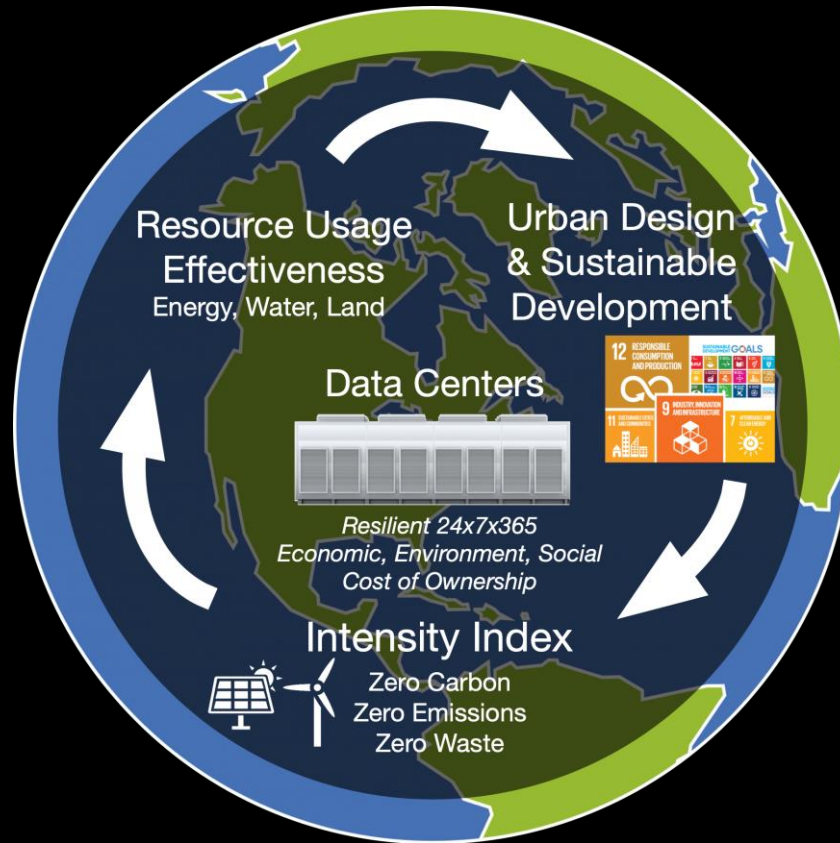 Resource Usage
Effectiveness
Energy, Water, Land
Urban Design
& Sustainable
Development
12 RESPONSIBLE
CONSUMPTION
AND PRODUCTION
SUSTAINABLE
DEVELOPMENT GOALS
11 SUSTAINABLE CITIES
AND COMMUNITIES
9 INDUSTRY, INNOVATION
AND INFRASTRUCTURE
7 AFFORDABLE AND
CLEAN ENERGY
Data Centers
Resilient 24x7x365
Economic, Environment, Social
Cost of Ownership
Intensity Index
Zero Carbon
Zero Emissions
Zero Waste